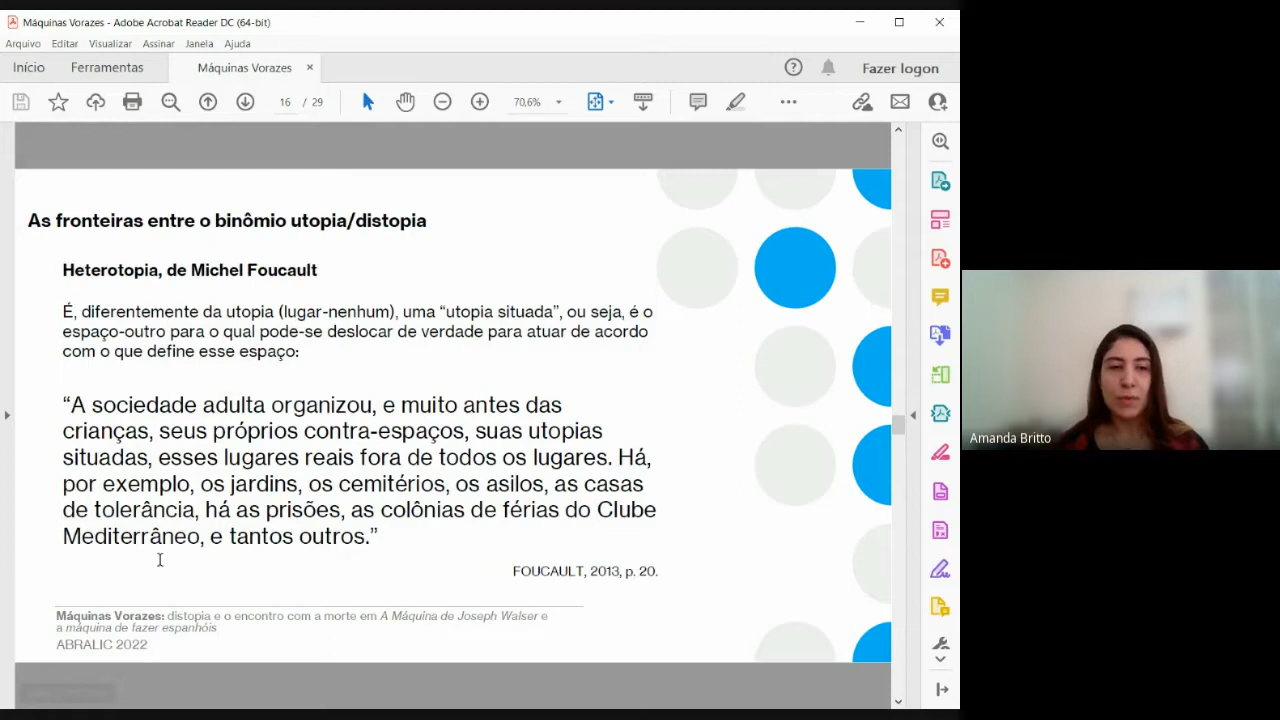 Máquinas Vorazes - Adobe Acrobat Reader DC (64-bit)
Arquivo Editar Visualizar Assinar Janela Ajuda
Início Ferramentas Máquinas Vorazes × Fazer logon
16 / 29 70,6%
As fronteiras entre o binômio utopia/distopia
Heterotopia, de Michel Foucault
É, diferentemente da utopia (lugar-nenhum), uma “utopia situada”, ou seja, é o
espaço-outro para o qual pode-se deslocar de verdade para atuar de acordo
com o que define esse espaço:
“A sociedade adulta organizou, e muito antes das
crianças, seus próprios contra-espaços, suas utopias
situadas, esses lugares reais fora de todos os lugares. Há,
por exemplo, os jardins, os cemitérios, os asilos, as casas
de tolerância, há as prisões, as colônias de férias do Clube
Mediterrâneo, e tantos outros.”
FOUCAULT, 2013, p. 20.
Máquinas Vorazes: distopia e o encontro com a morte em A Máquina de Joseph Walser e
a máquina de fazer espanhóis
ABRALIC 2022
Amanda Britto